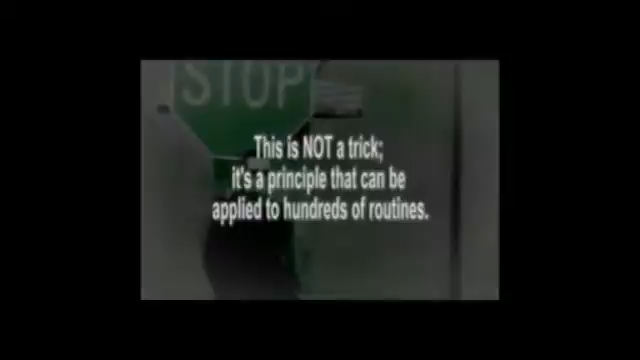 STOP
This is NOT a trick;
it's a principle that can be
applied to hundreds of routines.